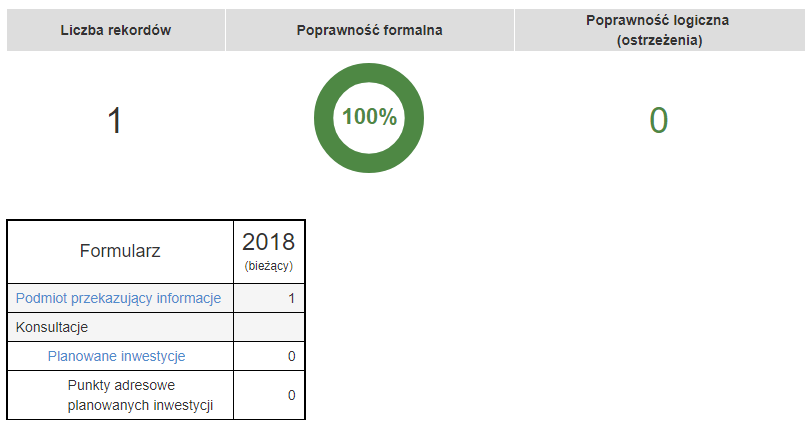 Liczba rekordów
Poprawność formalna
Poprawność logiczna
(ostrzeżenia)
1
100%
0
Formularz
2018
(bieżący)
Podmiot przekazujący informacje
1
Konsultacje
Planowane inwestycje
0
Punkty adresowe
planowanych inwestycji
0